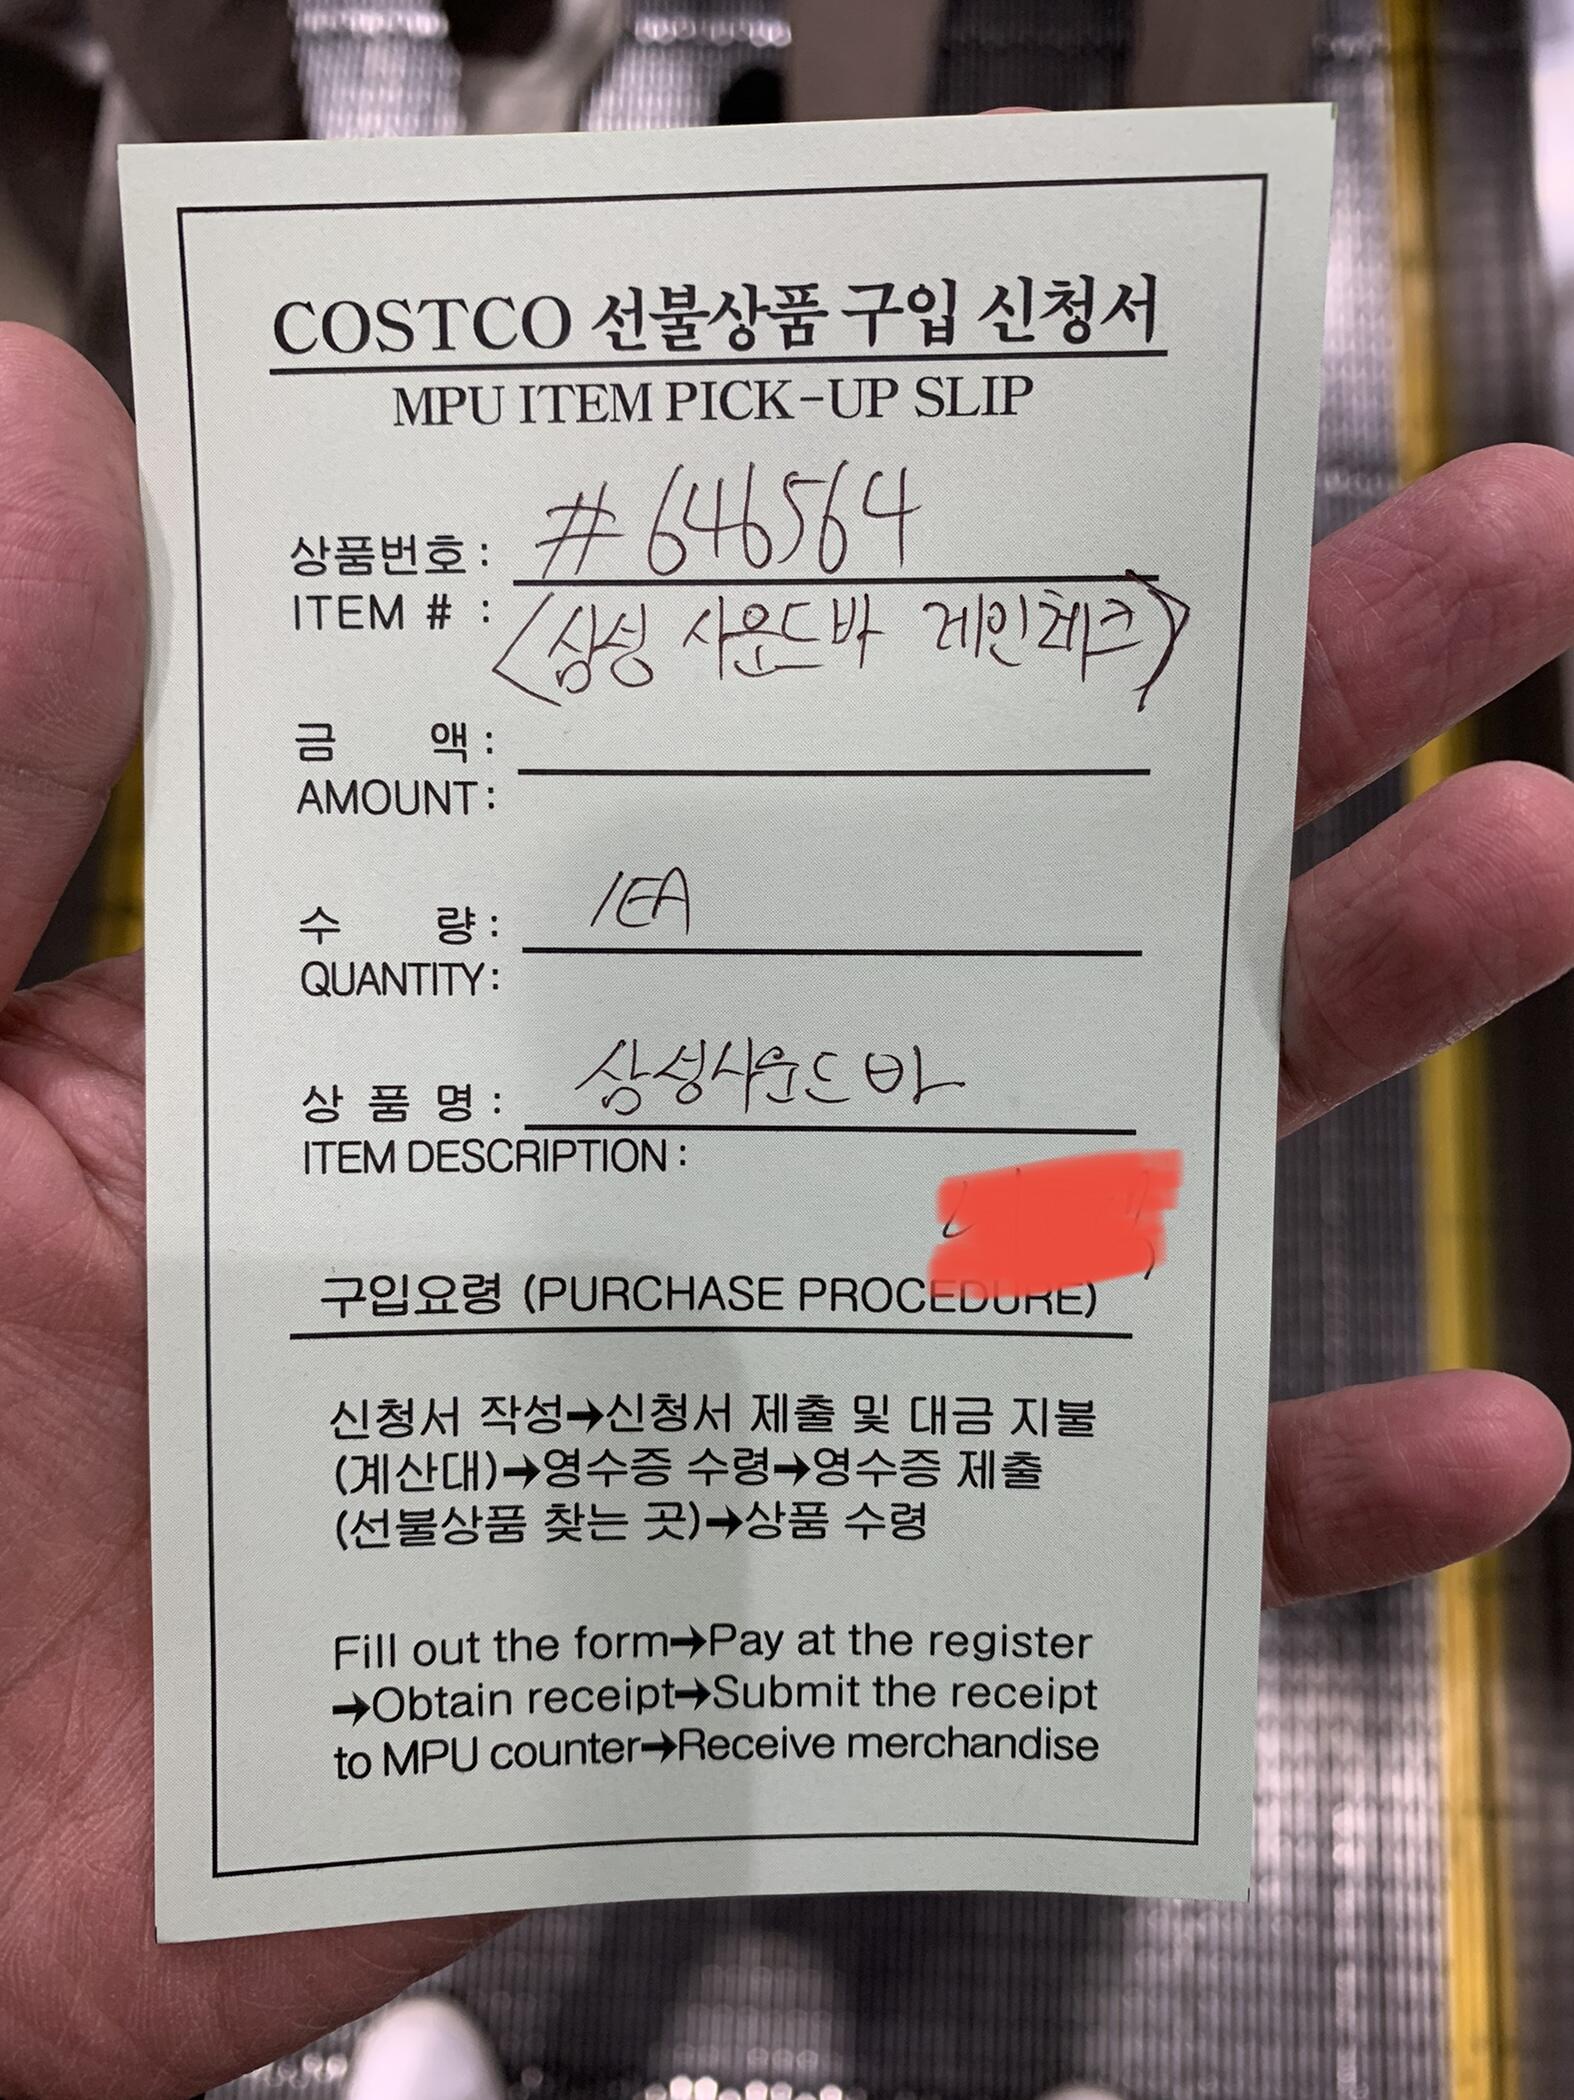 COSTCO 선불상품 구입 신청서
MPU ITEM PICK-UP SLIP
상품번호 : #646564
ITEM # : <삼성 사운드바 레인체크>
금 액 :
AMOUNT :
수 량 : 1EA
QUANTITY :
상 품 명 : 삼성사운드바
ITEM DESCRIPTION :
구입요령 (PURCHASE PROCEDURE)
신청서 작성→신청서 제출 및 대금 지불
(계산대)→영수증 수령→영수증 제출
(선불상품 찾는 곳)→상품 수령
Fill out the form→Pay at the register
→Obtain receipt→Submit the receipt
to MPU counter→Receive merchandise